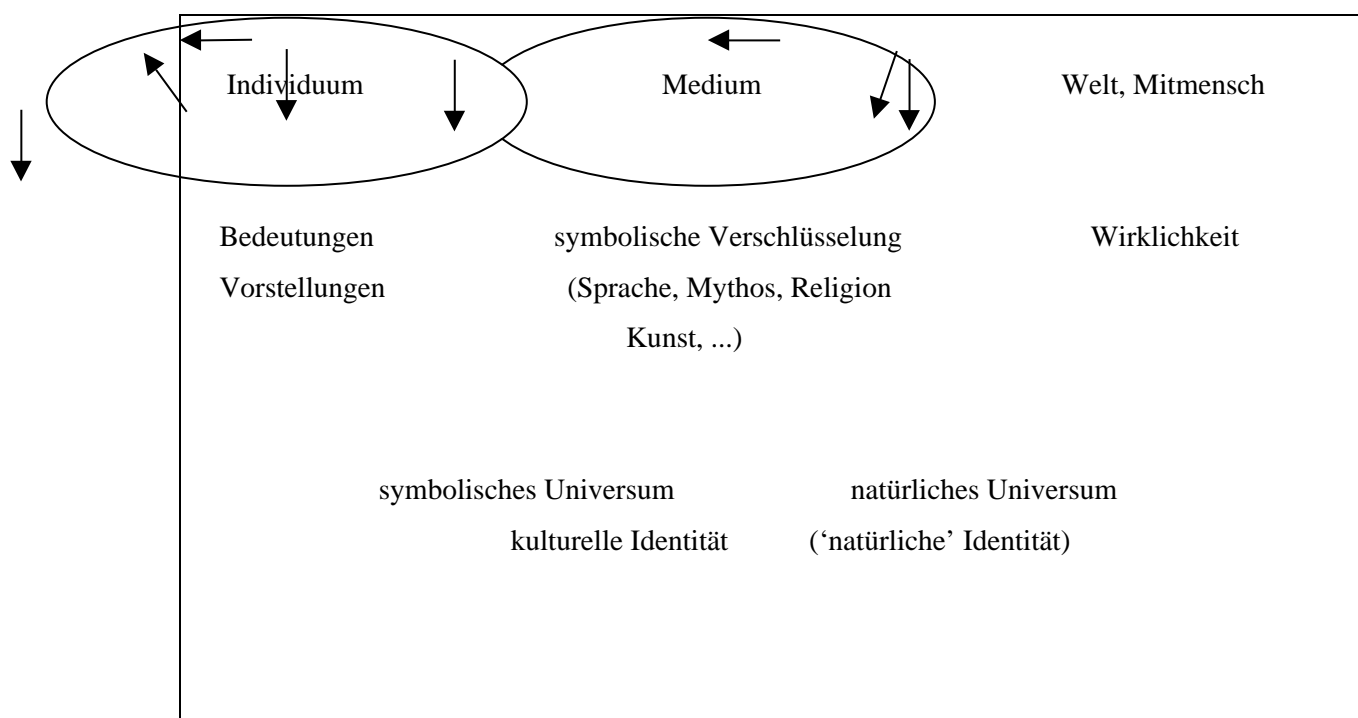 Individuum Medium Welt, Mitmensch
Bedeutungen symbolische Verschlüsselung Wirklichkeit
Vorstellungen (Sprache, Mythos, Religion
Kunst, ...)
symbolisches Universum natürliches Universum
kulturelle Identität (‘natürliche’ Identität)